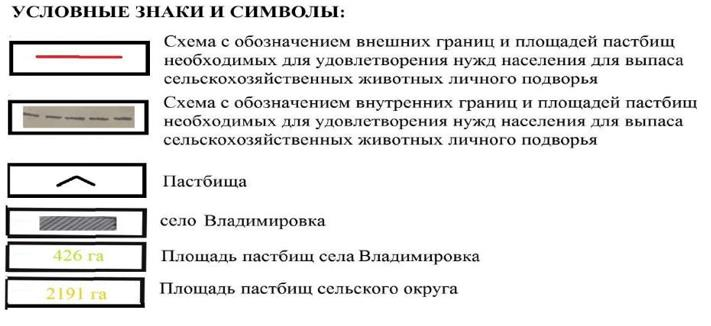 УСЛОВНЫЕ ЗНАКИ И СИМВОЛЫ:
Схема с обозначением внешних границ и площадей пастбищ
необходимых для удовлетворения нужд населения для выпаса
сельскохозяйственных животных личного подворья
Схема с обозначением внутренних границ и площадей пастбищ
необходимых для удовлетворения нужд населения для выпаса
сельскохозяйственных животных личного подворья
Пастбища
село Владимировка
426 га Площадь пастбищ села Владимировка
2191 га Площадь пастбищ сельского округа